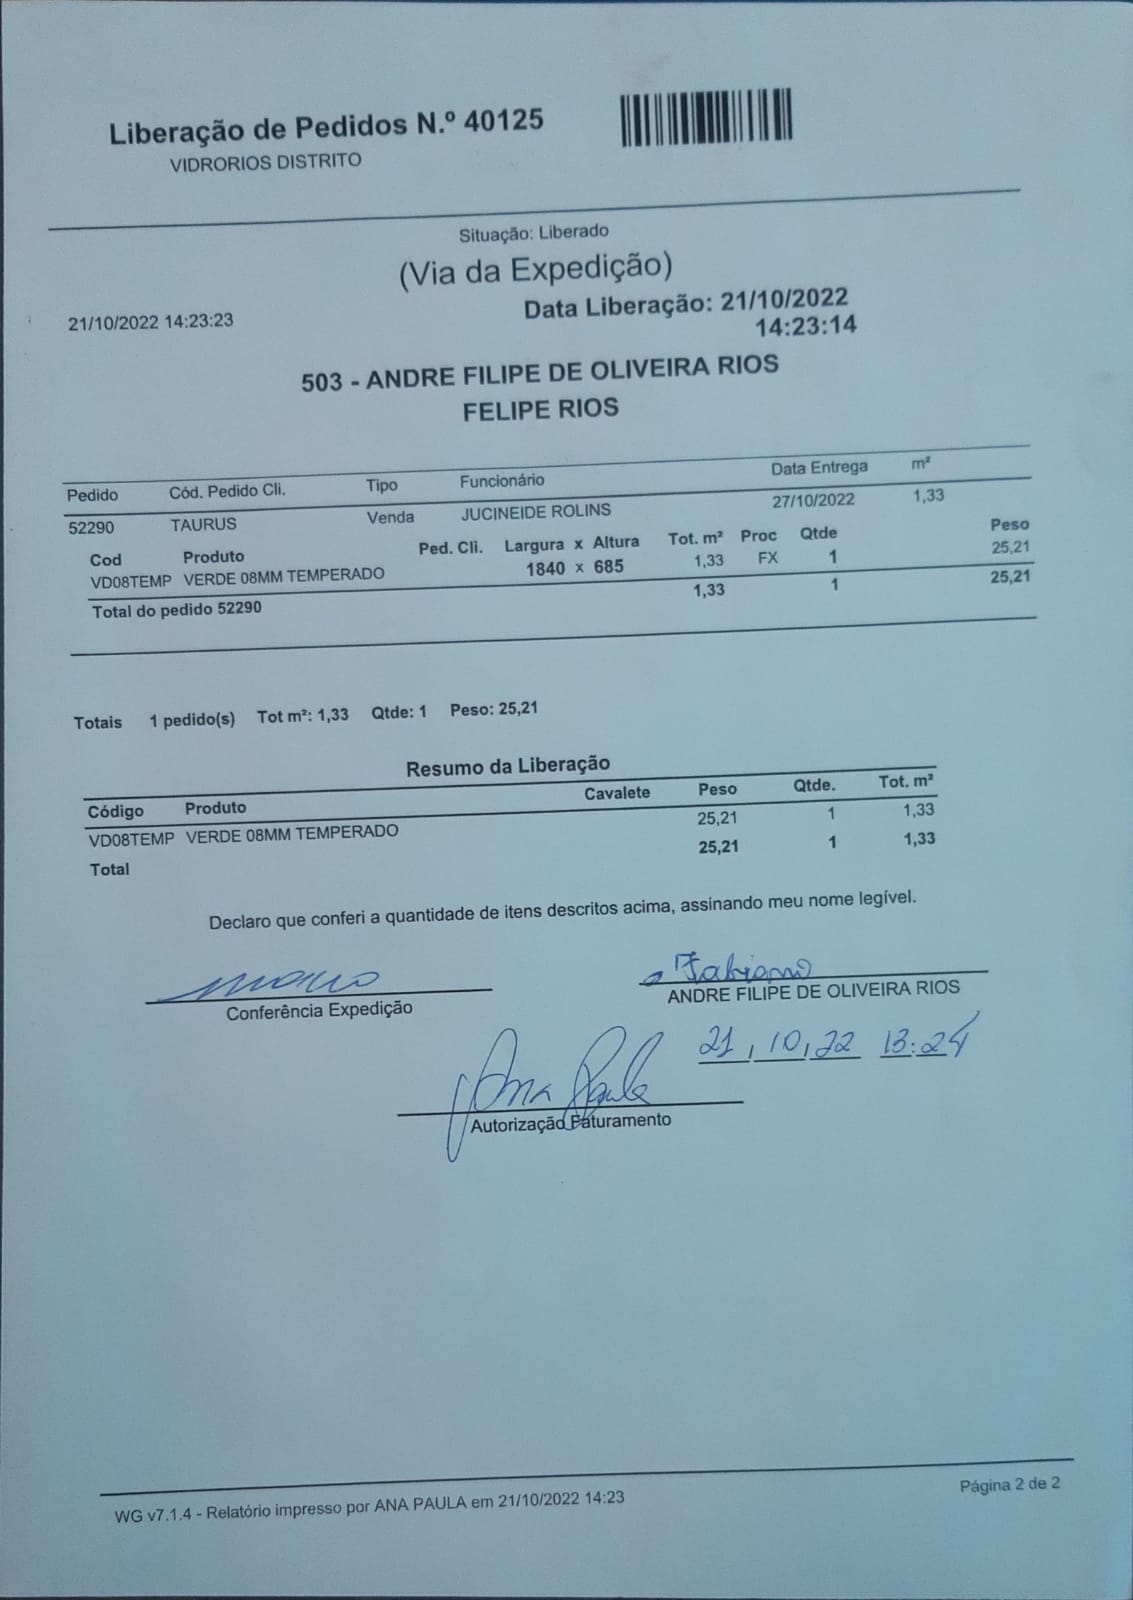 Liberação de Pedidos N.º 40125
VIDRORIOS DISTRITO
Situação: Liberado
(Via da Expedição)
21/10/2022 14:23:23
Data Liberação: 21/10/2022
14:23:14
503 - ANDRE FILIPE DE OLIVEIRA RIOS
FELIPE RIOS
Pedido Cód. Pedido Cli. Tipo Funcionário Data Entrega m²
52290 TAURUS Venda JUCINEIDE ROLINS 27/10/2022 1,33
Cod Produto Ped. Cli. Largura x Altura Tot. m² Proc Qtde Peso
VD08TEMP VERDE 08MM TEMPERADO 1840 x 685 1,33 FX 1 25,21
Total do pedido 52290 1,33 1 25,21
Totais 1 pedido(s) Tot m²: 1,33 Qtde: 1 Peso: 25,21
Resumo da Liberação
Código Produto Cavalete Peso Qtde. Tot. m²
VD08TEMP VERDE 08MM TEMPERADO 25,21 1 1,33
Total 25,21 1 1,33
Declaro que conferi a quantidade de itens descritos acima, assinando meu nome legível.
Fabiano
Conferência Expedição ANDRE FILIPE DE OLIVEIRA RIOS
21, 10, 22 13:24
Ana Paula
Autorização Faturamento
WG v7.1.4 - Relatório impresso por ANA PAULA em 21/10/2022 14:23
Página 2 de 2